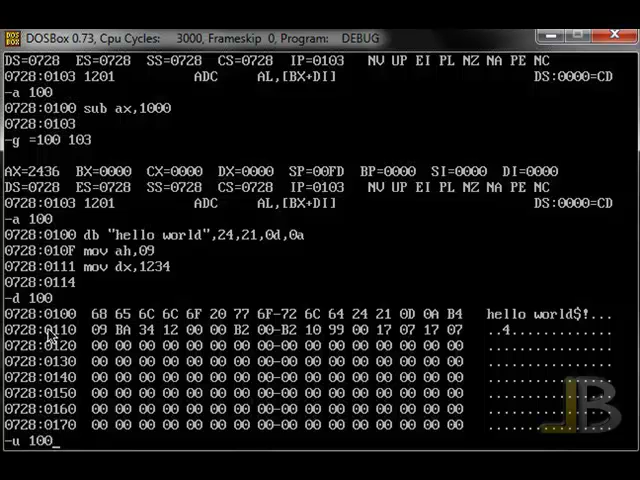 DOSBox 0.73, Cpu Cycles: 3000, Frameskip 0, Program: DEBUG
DS=0728 ES=0728 SS=0728 CS=0728 IP=0103 NV UP EI PL NZ NA PE NC
0728:0103 1201 ADC AL,[BX+DI] DS:0000=CD
-a 100
0728:0100 sub ax,1000
0728:0103
-g =100 103
AX=2436 BX=0000 CX=0000 DX=0000 SP=00FD BP=0000 SI=0000 DI=0000
DS=0728 ES=0728 SS=0728 CS=0728 IP=0103 NV UP EI PL NZ NA PE NC
0728:0103 1201 ADC AL,[BX+DI] DS:0000=CD
-a 100
0728:0100 db "hello world",24,21,0d,0a
0728:010F mov ah,09
0728:0111 mov dx,1234
0728:0114
-d 100
0728:0100 68 65 6C 6C 6F 20 77 6F-72 6C 64 24 21 0D 0A B4 hello world$!...
0728:0110 09 BA 34 12 00 00 B2 00-B2 10 99 00 17 07 17 07 ..4.............
0728:0120 00 00 00 00 00 00 00 00-00 00 00 00 00 00 00 00 ................
0728:0130 00 00 00 00 00 00 00 00-00 00 00 00 00 00 00 00 ................
0728:0140 00 00 00 00 00 00 00 00-00 00 00 00 00 00 00 00 ................
0728:0150 00 00 00 00 00 00 00 00-00 00 00 00 00 00 00 00 ................
0728:0160 00 00 00 00 00 00 00 00-00 00 00 00 00 00 00 00 ................
0728:0170 00 00 00 00 00 00 00 00-00 00 00 00 00 00 00 00 ................
-u 100_